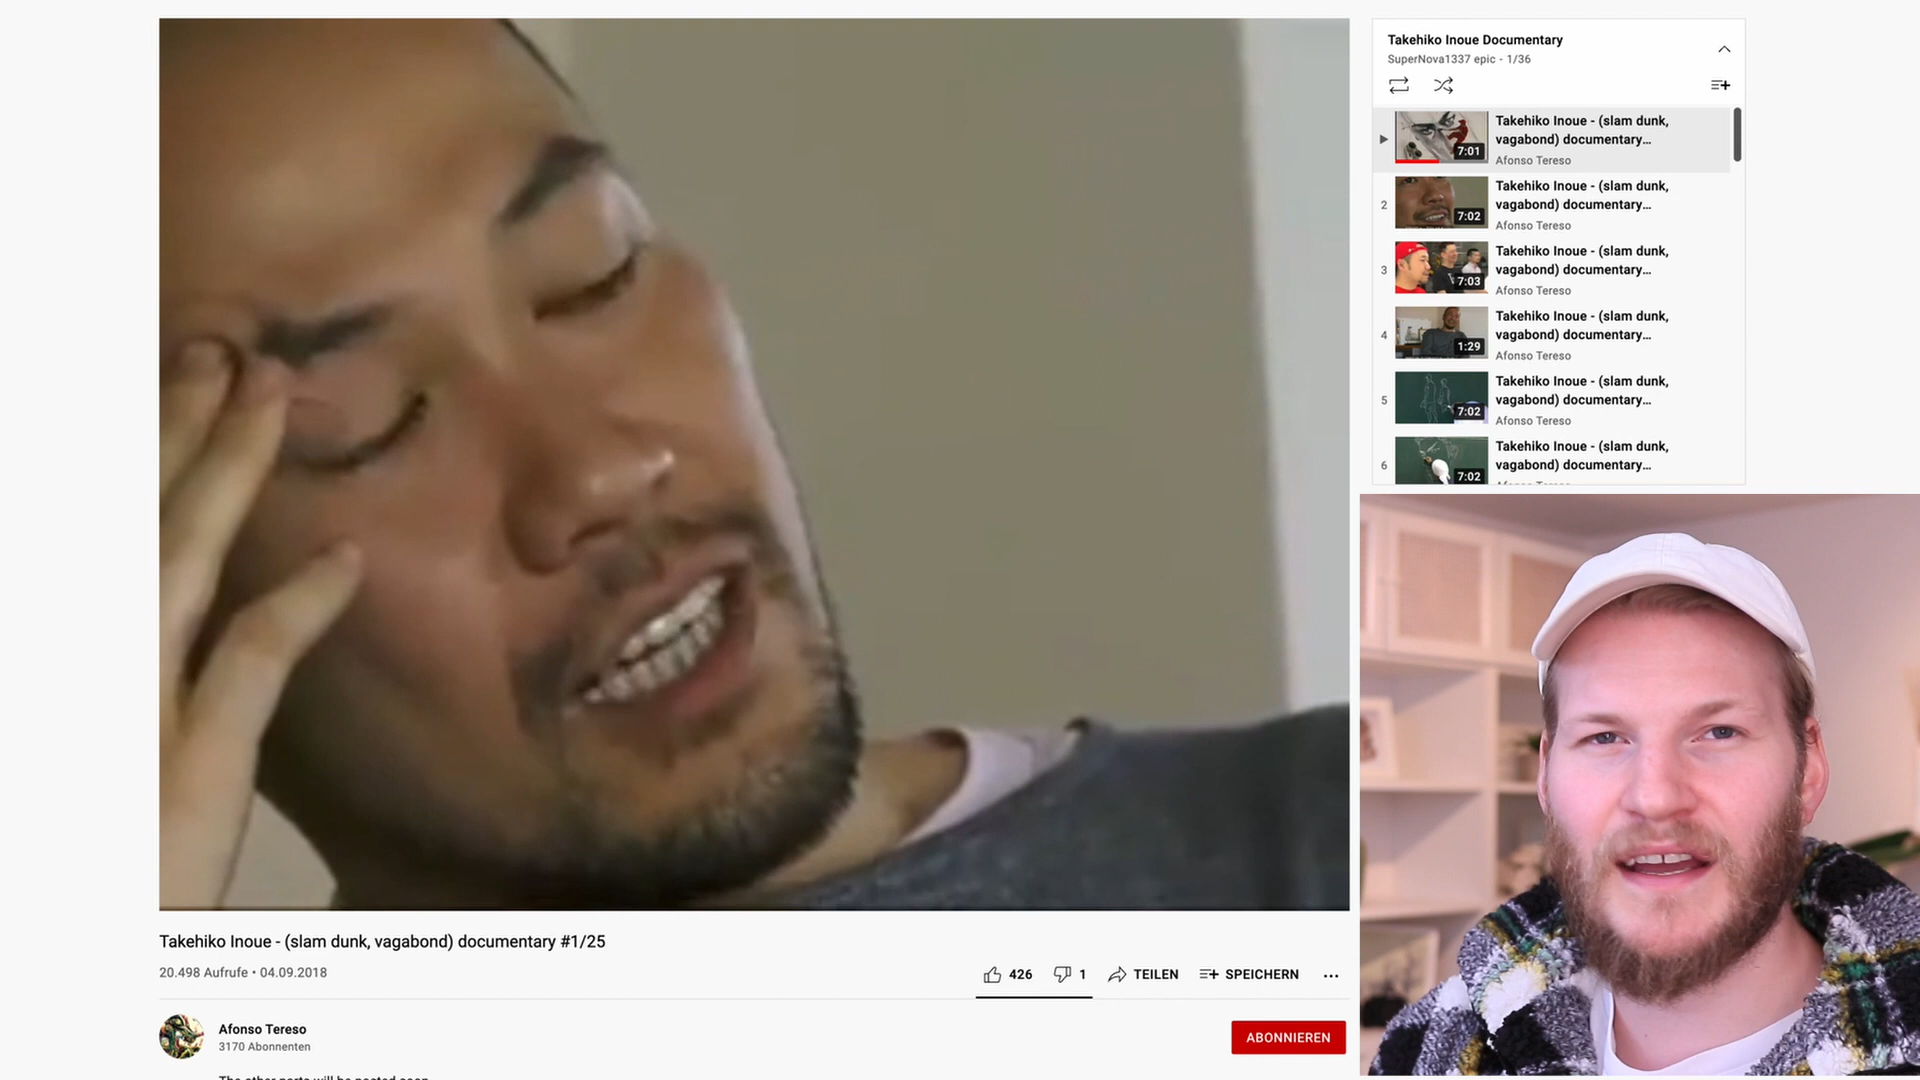 Takehiko Inoue Documentary
SuperNova1337 epic - 1/36
Takehiko Inoue - (slam dunk,
vagabond) documentary...
Afonso Tereso
7:01
2
Takehiko Inoue - (slam dunk,
vagabond) documentary...
Afonso Tereso
7:02
3
Takehiko Inoue - (slam dunk,
vagabond) documentary...
Afonso Tereso
7:03
4
Takehiko Inoue - (slam dunk,
vagabond) documentary...
Afonso Tereso
1:29
5
Takehiko Inoue - (slam dunk,
vagabond) documentary...
Afonso Tereso
7:02
6
Takehiko Inoue - (slam dunk,
vagabond) documentary...
7:02
Takehiko Inoue - (slam dunk, vagabond) documentary #1/25
20.498 Aufrufe • 04.09.2018
426
1
TEILEN
SPEICHERN
Afonso Tereso
3170 Abonnenten
ABONNIEREN